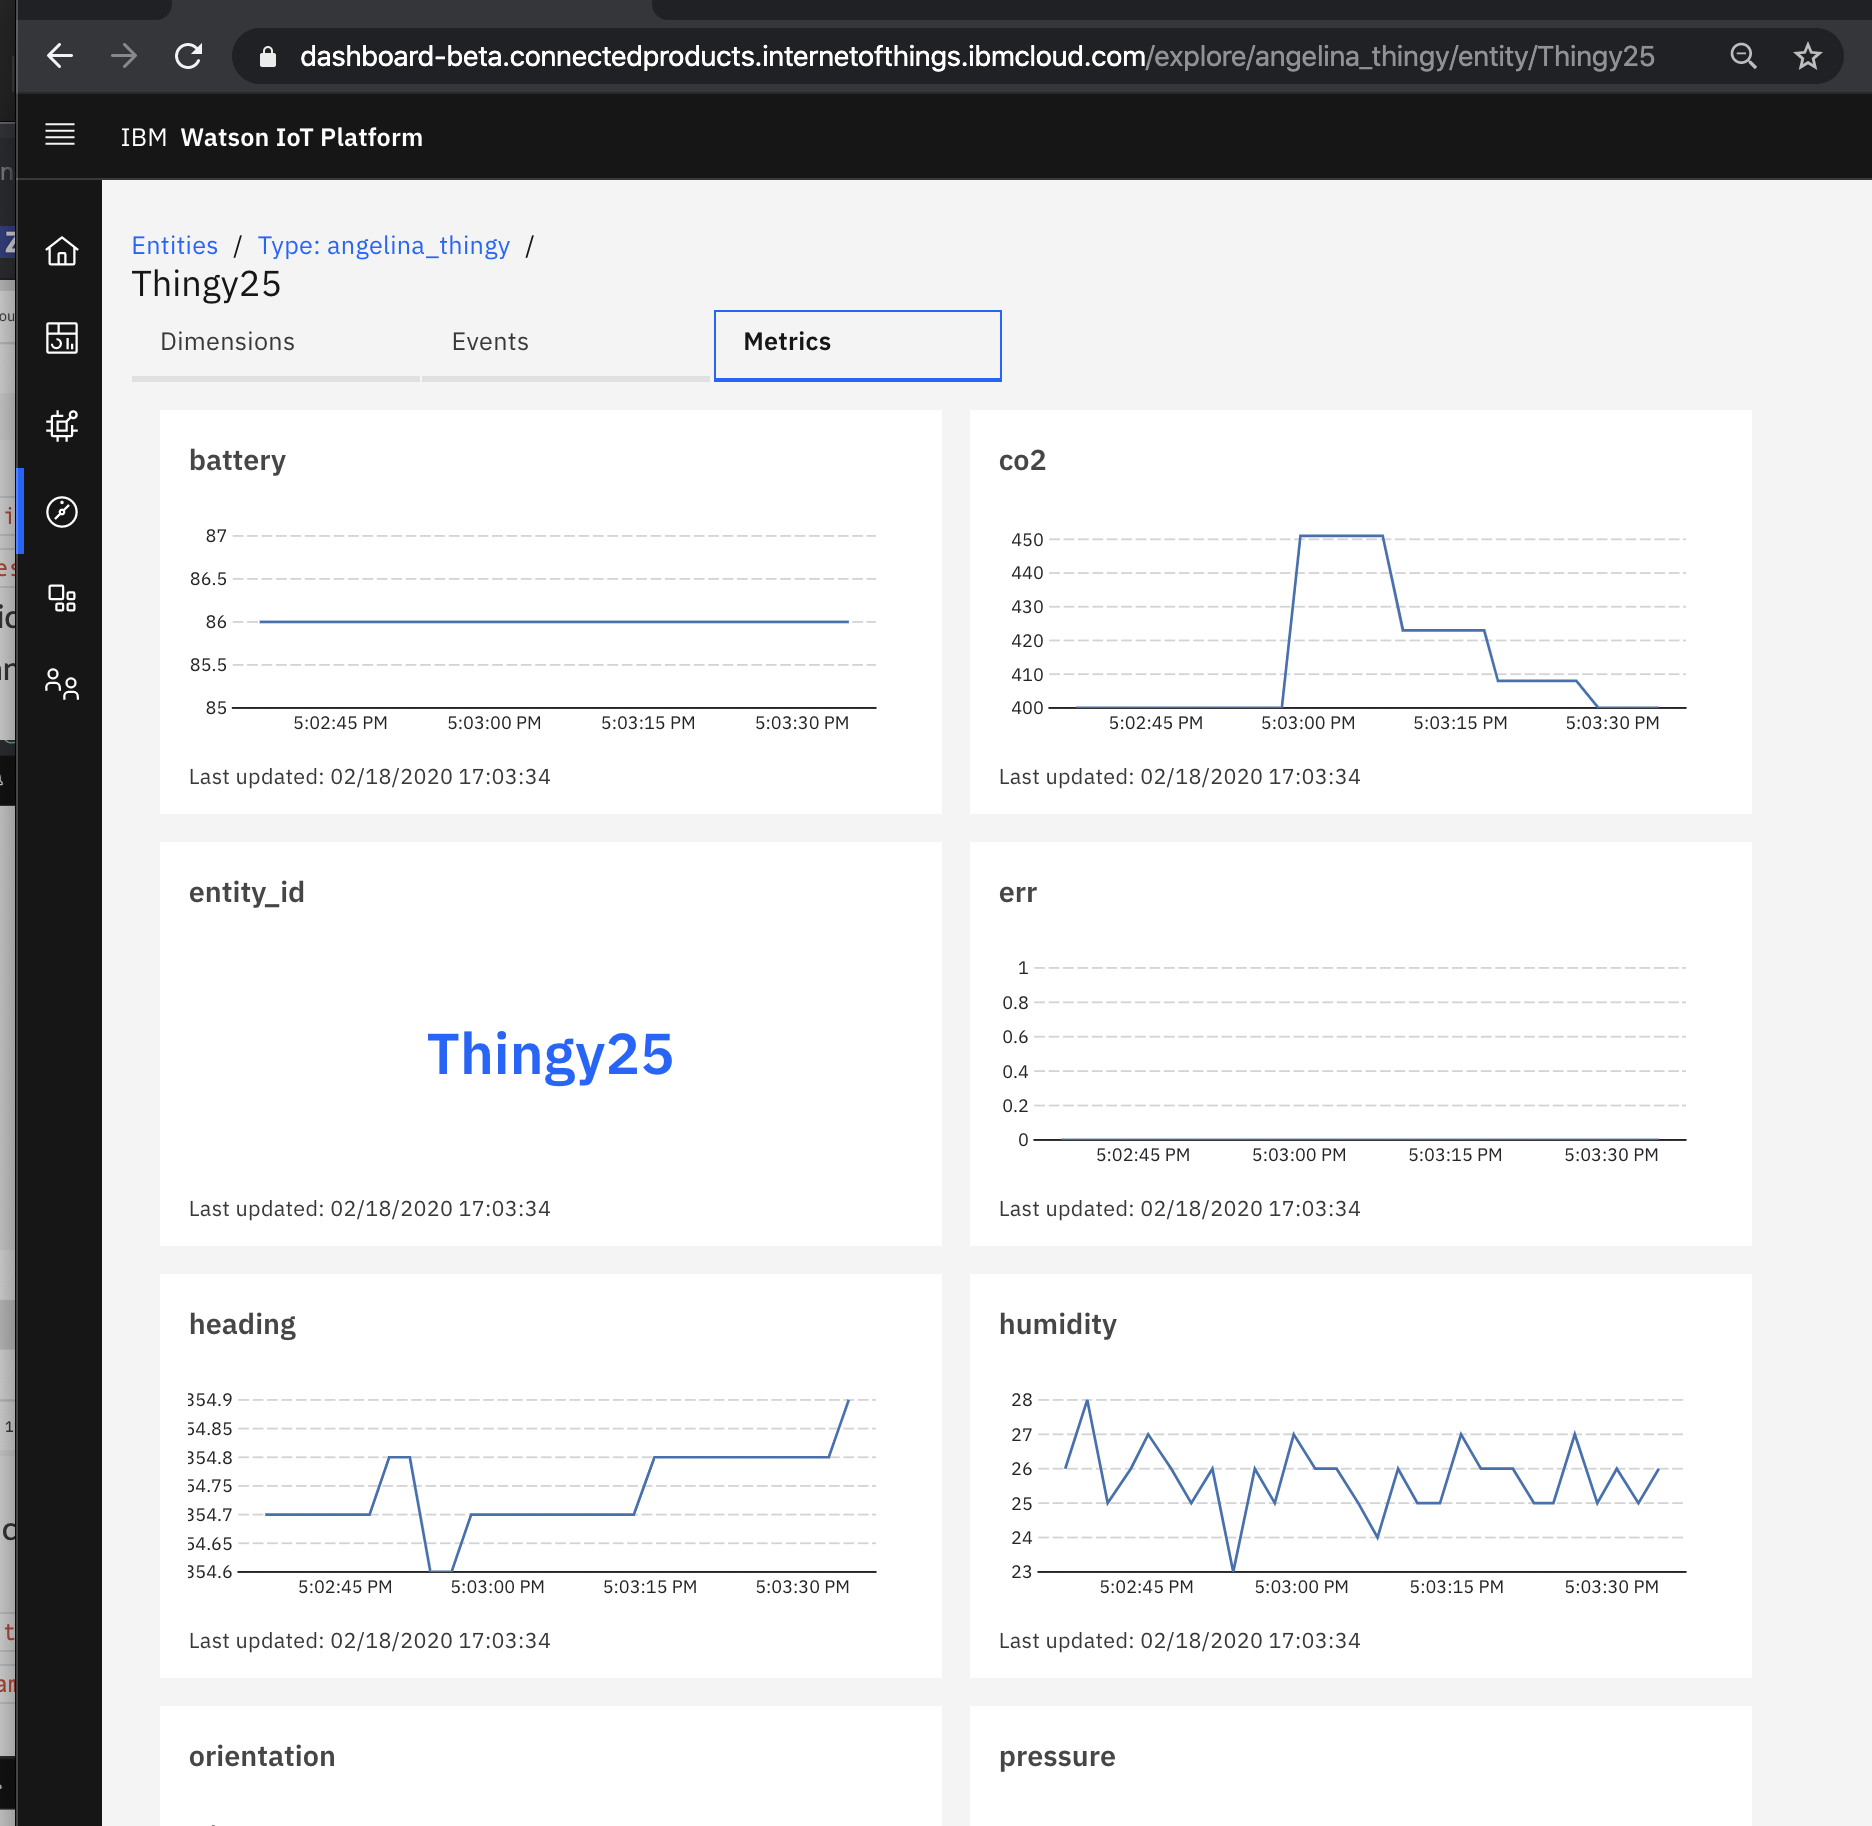 dashboard-beta.connectedproducts.internetofthings.ibmcloud.com/explore/angelina_thingy/entity/Thingy25
IBM Watson IoT Platform
Entities / Type: angelina_thingy /
Thingy25
Dimensions Events Metrics
battery
87
86.5
86
85.5
85
5:02:45 PM 5:03:00 PM 5:03:15 PM 5:03:30 PM
Last updated: 02/18/2020 17:03:34
co2
450
440
430
420
410
400
5:02:45 PM 5:03:00 PM 5:03:15 PM 5:03:30 PM
Last updated: 02/18/2020 17:03:34
entity_id
Thingy25
Last updated: 02/18/2020 17:03:34
err
1
0.8
0.6
0.4
0.2
0
5:02:45 PM 5:03:00 PM 5:03:15 PM 5:03:30 PM
Last updated: 02/18/2020 17:03:34
heading
354.9
54.85
354.8
54.75
354.7
54.65
354.6
5:02:45 PM 5:03:00 PM 5:03:15 PM 5:03:30 PM
Last updated: 02/18/2020 17:03:34
humidity
28
27
26
25
24
23
5:02:45 PM 5:03:00 PM 5:03:15 PM 5:03:30 PM
Last updated: 02/18/2020 17:03:34
orientation
pressure